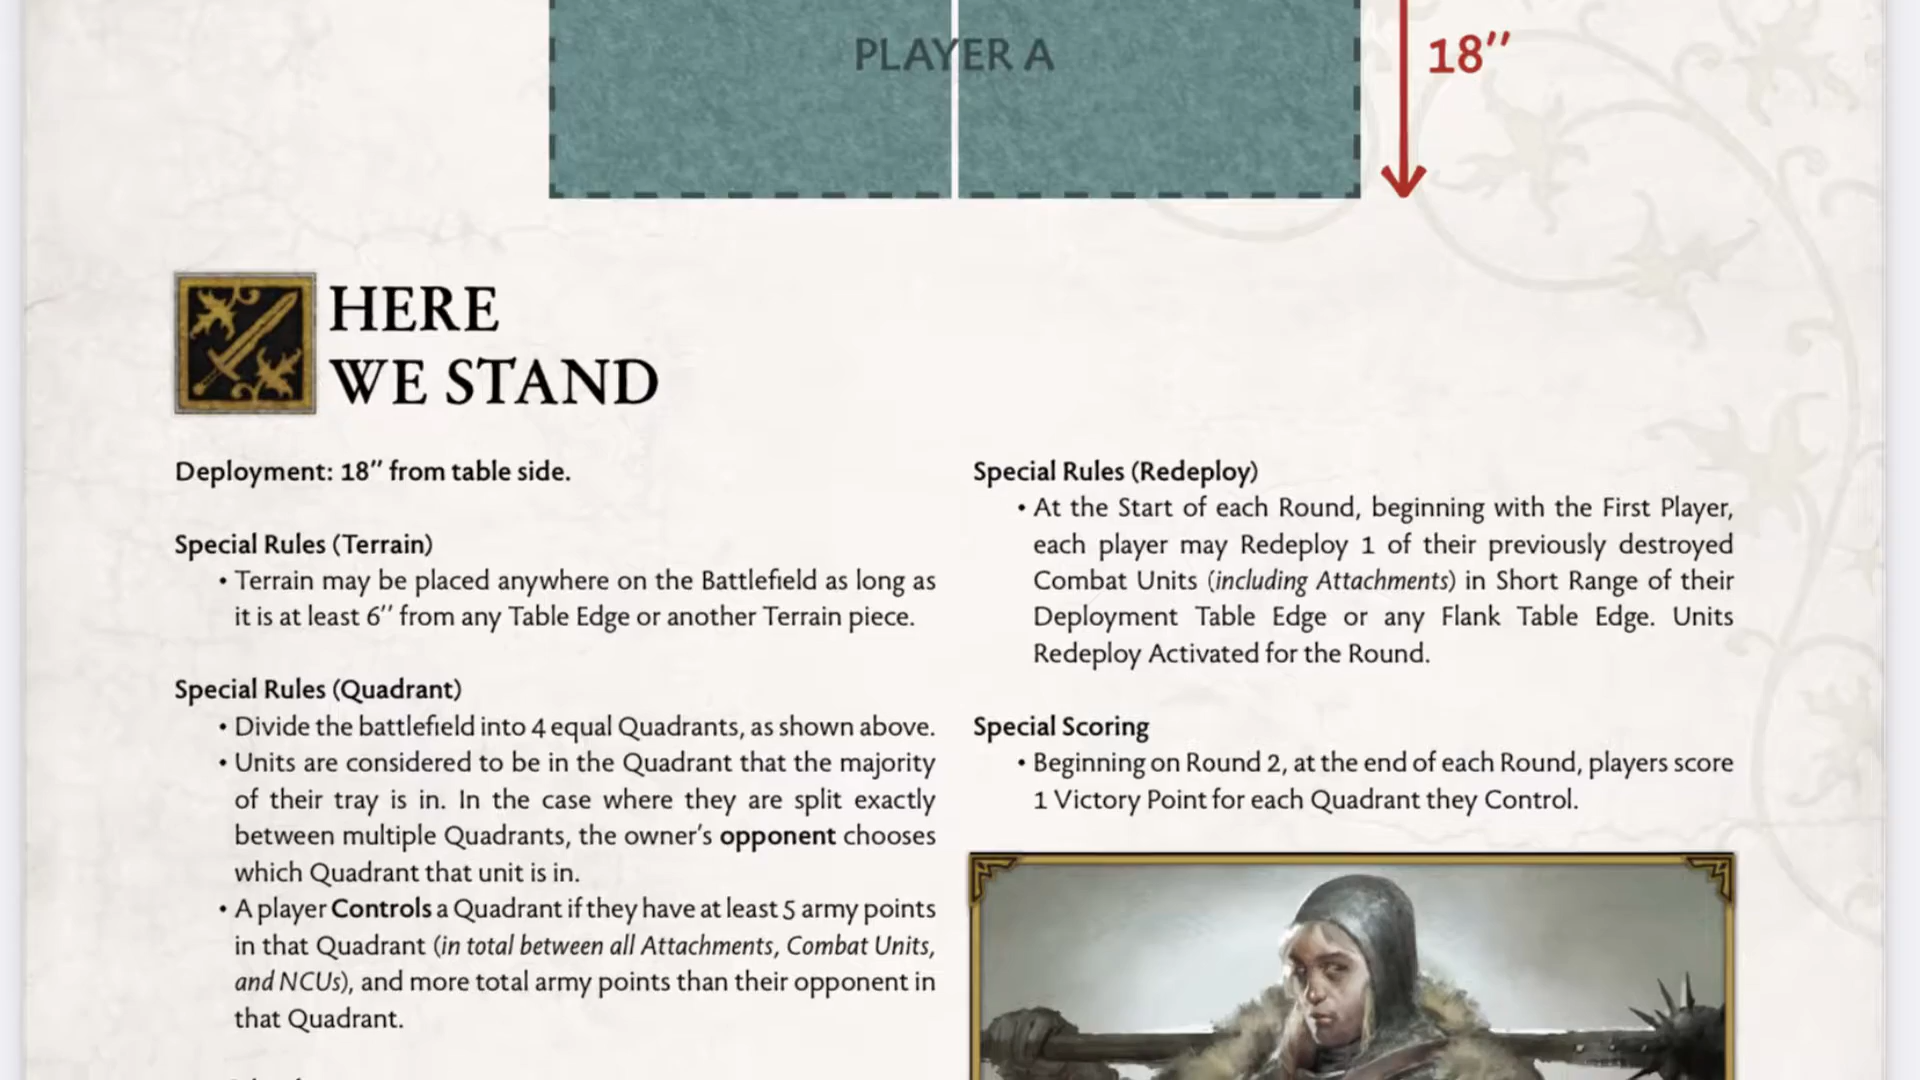 PLAYER A
18″
HERE
WE STAND
Deployment: 18″ from table side.
Special Rules (Terrain)
• Terrain may be placed anywhere on the Battlefield as long as
it is at least 6″ from any Table Edge or another Terrain piece.
Special Rules (Quadrant)
• Divide the battlefield into 4 equal Quadrants, as shown above.
• Units are considered to be in the Quadrant that the majority
of their tray is in. In the case where they are split exactly
between multiple Quadrants, the owner’s opponent chooses
which Quadrant that unit is in.
• A player Controls a Quadrant if they have at least 5 army points
in that Quadrant (in total between all Attachments, Combat Units,
and NCUs), and more total army points than their opponent in
that Quadrant.
Special Rules (Redeploy)
• At the Start of each Round, beginning with the First Player,
each player may Redeploy 1 of their previously destroyed
Combat Units (including Attachments) in Short Range of their
Deployment Table Edge or any Flank Table Edge. Units
Redeploy Activated for the Round.
Special Scoring
• Beginning on Round 2, at the end of each Round, players score
1 Victory Point for each Quadrant they Control.